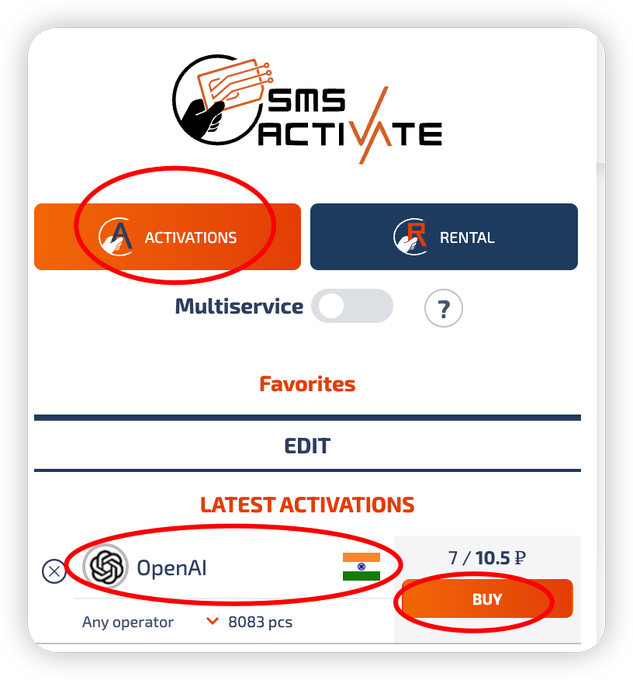 SMS
ACTIVATE
ACTIVATIONS
RENTAL
Multiservice
?
Favorites
EDIT
LATEST ACTIVATIONS
OpenAI
7 / 10.5 ₽
BUY
Any operator
8083 pcs